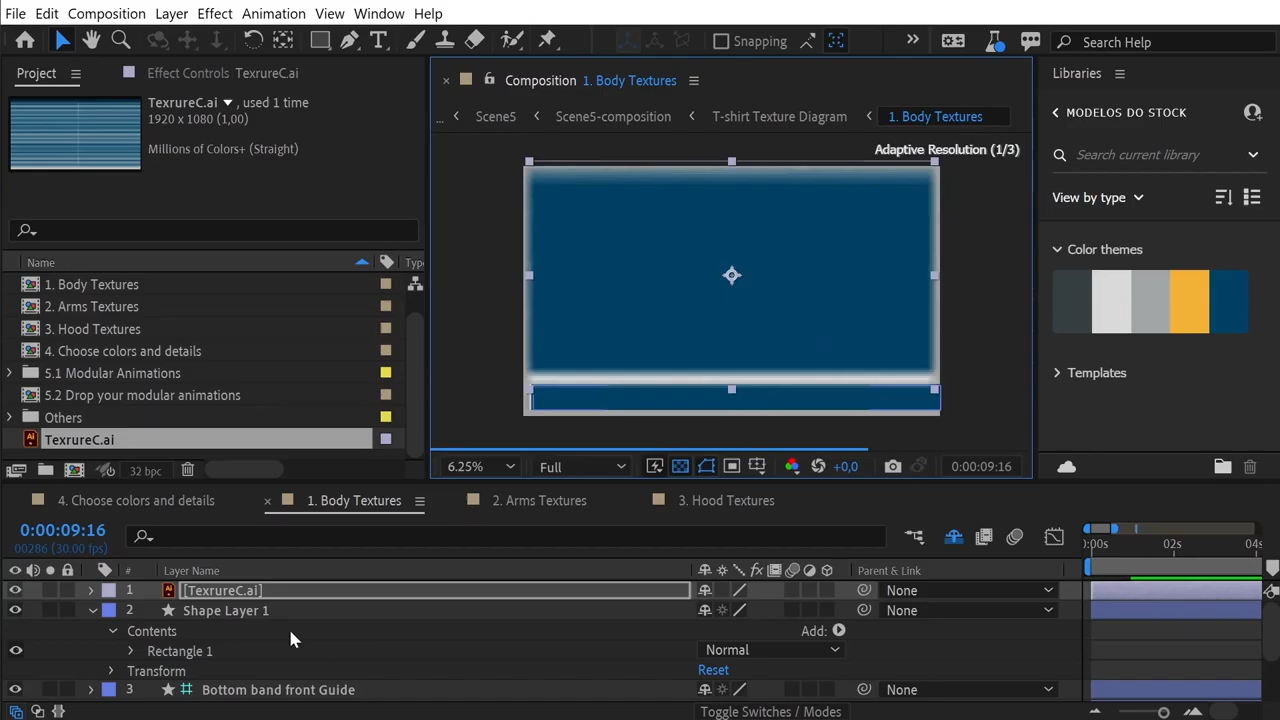 File Edit Composition Layer Effect Animation View Window Help
Snapping
Search Help
Project
Effect Controls TexrureC.ai
TexrureC.ai , used 1 time
1920 x 1080 (1,00)
Millions of Colors+ (Straight)
Name
Type
1. Body Textures
2. Arms Textures
3. Hood Textures
4. Choose colors and details
5.1 Modular Animations
5.2 Drop your modular animations
Others
TexrureC.ai
32 bpc
Composition 1. Body Textures
... Scene5 Scene5-composition T-shirt Texture Diagram 1. Body Textures
Adaptive Resolution (1/3)
6.25% Full +0,0 0:00:09:16
Libraries
MODELOS DO STOCK
Search current library
View by type
Color themes
Templates
4. Choose colors and details
1. Body Textures
2. Arms Textures
3. Hood Textures
0:00:09:16
00286 (30.00 fps)
:00s 02s 04s
# Layer Name fx Parent & Link
1 Ai [TexrureC.ai] None
2 Shape Layer 1 None
Contents Add:
Rectangle 1 Normal
Transform Reset
3 Bottom band front Guide None
Toggle Switches / Modes